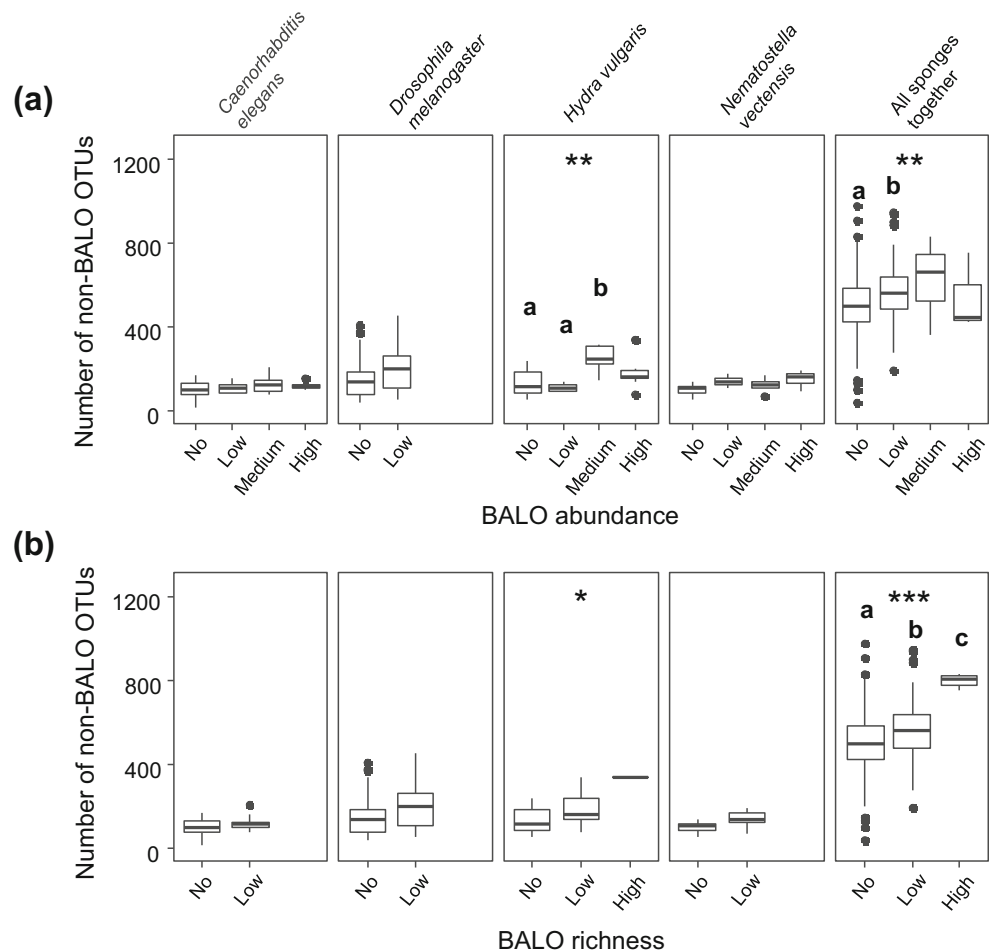 (a)
Caenorhabditis
elegans
Drosophila
melanogaster
Hydra vulgaris
Nematostella
vectensis
All sponges
together
Number of non-BALO OTUs
1200
800
400
0
**
a
a
b
**
a
b
No
Low
Medium
High
No
Low
No
Low
Medium
High
No
Low
Medium
High
No
Low
Medium
High
BALO abundance
(b)
Number of non-BALO OTUs
1200
800
400
0
*
***
a
b
c
No
Low
No
Low
No
Low
High
No
Low
No
Low
High
BALO richness